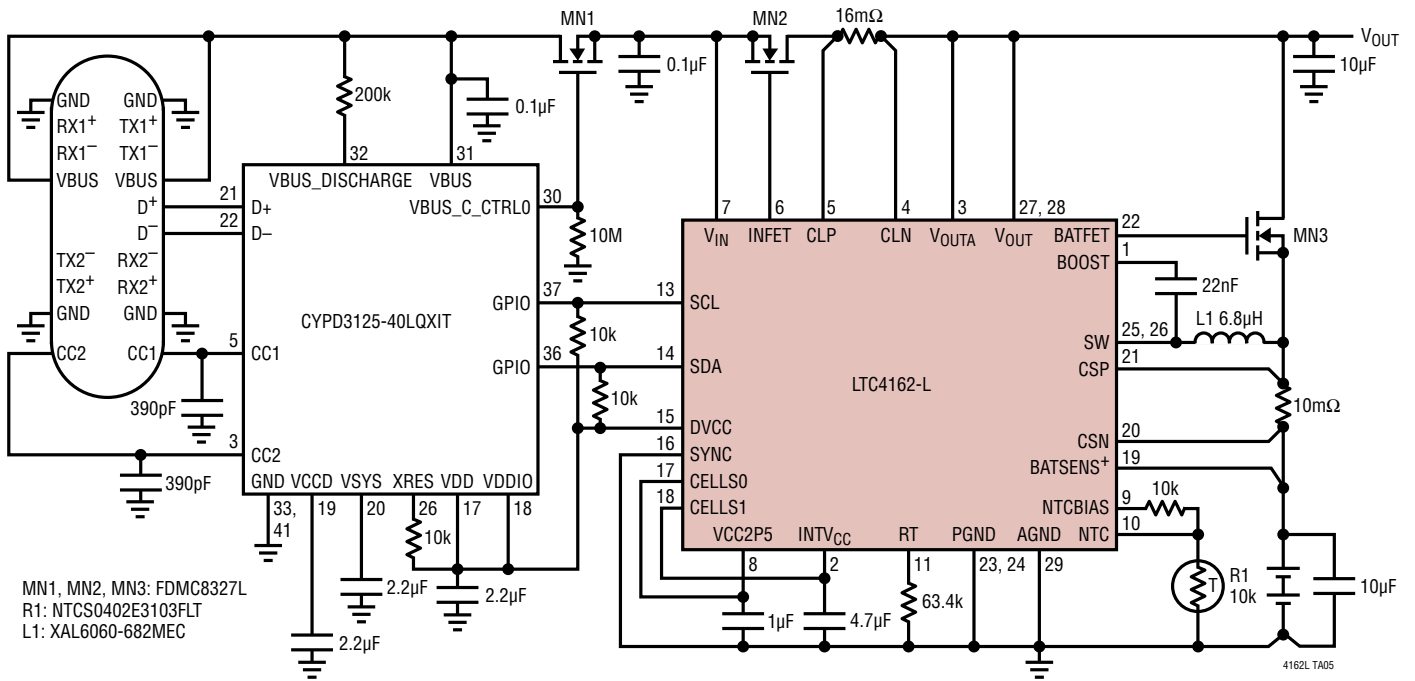 MN1 MN2 16mΩ
VOUT
0.1µF 10µF
200k 0.1µF
GND GND
RX1+ TX1+
RX1− TX1−
VBUS VBUS
D+
D−
TX2− RX2−
TX2+ RX2+
GND GND
CC2 CC1
390pF
390pF
32 31
VBUS_DISCHARGE VBUS
21 D+
22 D−
VBUS_C_CTRL0 30
10M
GPIO 37
10k
CYPD3125-40LQXIT
GPIO 36
10k
5 CC1
3 CC2
GND VCCD VSYS XRES VDD VDDIO
33, 41 19 20 26 17 18
10k
2.2µF 2.2µF
2.2µF
7 6 5 4 3 27, 28
VIN INFET CLP CLN VOUTA VOUT
BATFET 22
MN3
BOOST 1
22nF
13 SCL
L1 6.8µH
SW 25, 26
14 SDA
CSP 21
LTC4162-L
10mΩ
15 DVCC
16 SYNC
CSN 20
17 CELLS0
BATSENS+ 19
18 CELLS1
NTCBIAS 9
10k
NTC 10
VCC2P5 INTVCC RT PGND AGND
8 2 11 23, 24 29
63.4k
1µF 4.7µF
T
R1
10k
10µF
MN1, MN2, MN3: FDMC8327L
R1: NTCS0402E3103FLT
L1: XAL6060-682MEC
4162L TA05